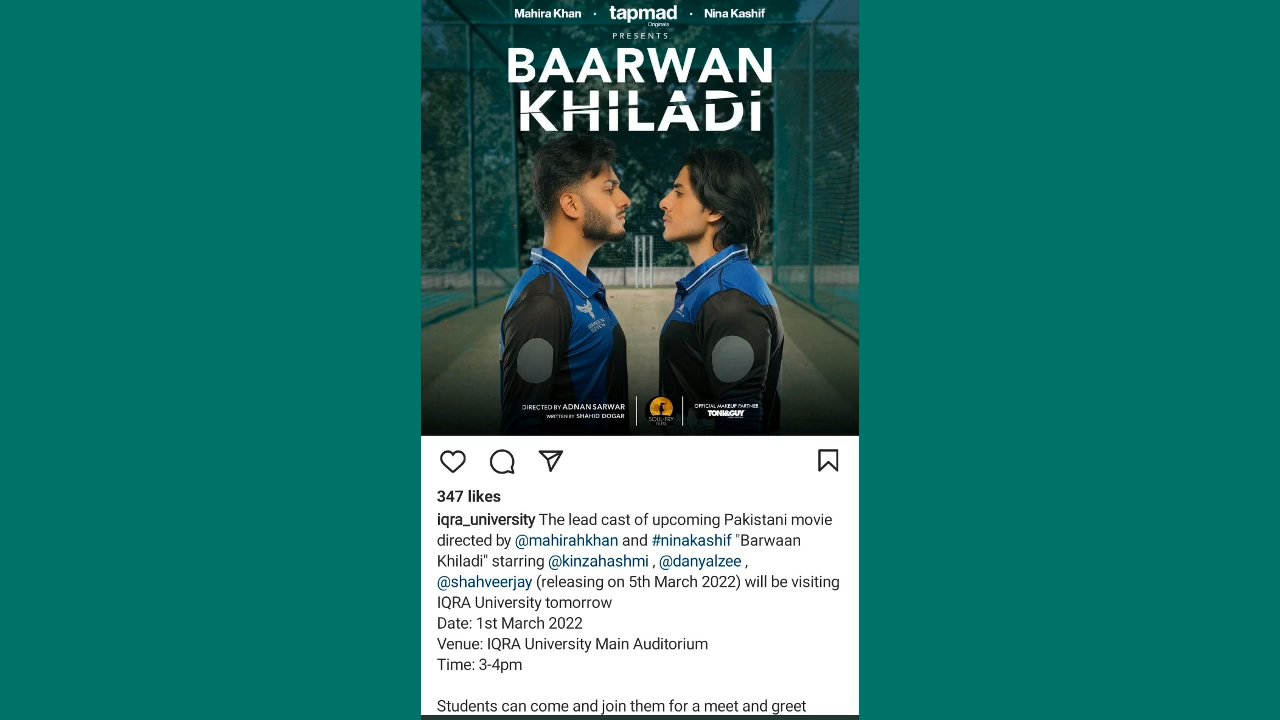 Mahira Khan · tapmad · Nina Kashif
Originals
PRESENTS
BAARWAN
KHILADi
DIRECTED BY ADNAN SARWAR
WRITTEN BY SHAHID DOGAR
SOUL-FRY
FILMS
OFFICIAL MAKEUP PARTNER
TONI&GUY
347 likes
iqra_university The lead cast of upcoming Pakistani movie
directed by @mahirahkhan and #ninakashif "Barwaan
Khiladi" starring @kinzahashmi , @danyalzee ,
@shahveerjay (releasing on 5th March 2022) will be visiting
IQRA University tomorrow
Date: 1st March 2022
Venue: IQRA University Main Auditorium
Time: 3-4pm
Students can come and join them for a meet and greet